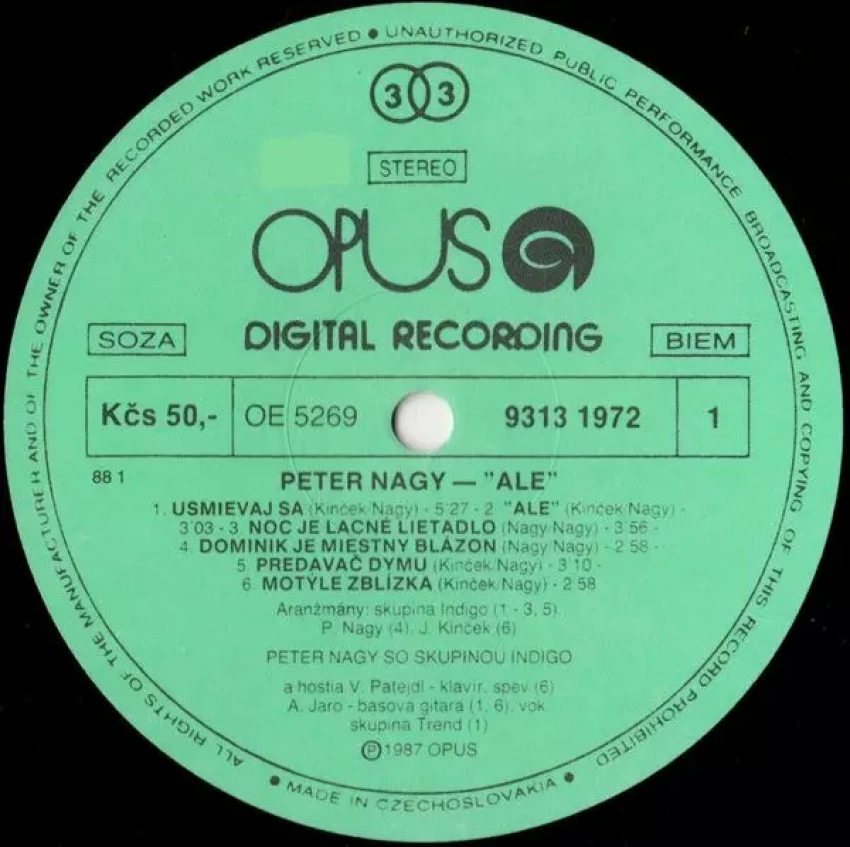 ALL RIGHTS OF THE MANUFACTURER AND OF THE OWNER OF THE RECORDED WORK RESERVED • UNAUTHORIZED PUBLIC PERFORMANCE BROADCASTING AND COPYING OF THIS RECORD PROHIBITED
33
STEREO
OPUS
DIGITAL RECORDING
SOZA
BIEM
Kčs 50,- OE 5269 9313 1972 1
88 1
PETER NAGY — "ALE"
1. USMIEVAJ SA (Kinček/Nagy) - 5'27 - 2. "ALE" (Kinček/Nagy) -
3'03 - 3. NOC JE LACNÉ LIETADLO (Nagy/Nagy) - 3'56 -
4. DOMINIK JE MIESTNY BLÁZON (Nagy/Nagy) - 2'58 -
5. PREDAVAČ DYMU (Kinček/Nagy) - 3'10 -
6. MOTÝLE ZBLÍZKA (Kinček/Nagy) - 2'58
Aranžmány: skupina Indigo (1 - 3, 5),
P. Nagy (4), J. Kinček (6)
PETER NAGY SO SKUPINOU INDIGO
a hostia V. Patejdl - klavír, spev (6)
A. Jaro - basová gitara (1, 6), vok.
skupina Trend (1)
Ⓟ 1987 OPUS
• MADE IN CZECHOSLOVAKIA •